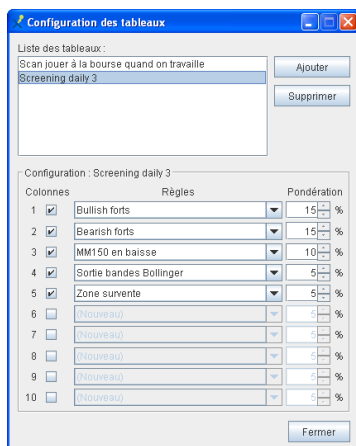 Configuration des tableaux
Liste des tableaux :
Scan jouer à la bourse quand on travaille
Screening daily 3
Ajouter
Supprimer
Configuration : Screening daily 3
Colonnes Règles Pondération
1 Bullish forts 15 %
2 Bearish forts 15 %
3 MM150 en baisse 10 %
4 Sortie bandes Bollinger 5 %
5 Zone survente 5 %
6 (Nouveau) 5 %
7 (Nouveau) 5 %
8 (Nouveau) 5 %
9 (Nouveau) 5 %
10 (Nouveau) 5 %
Fermer